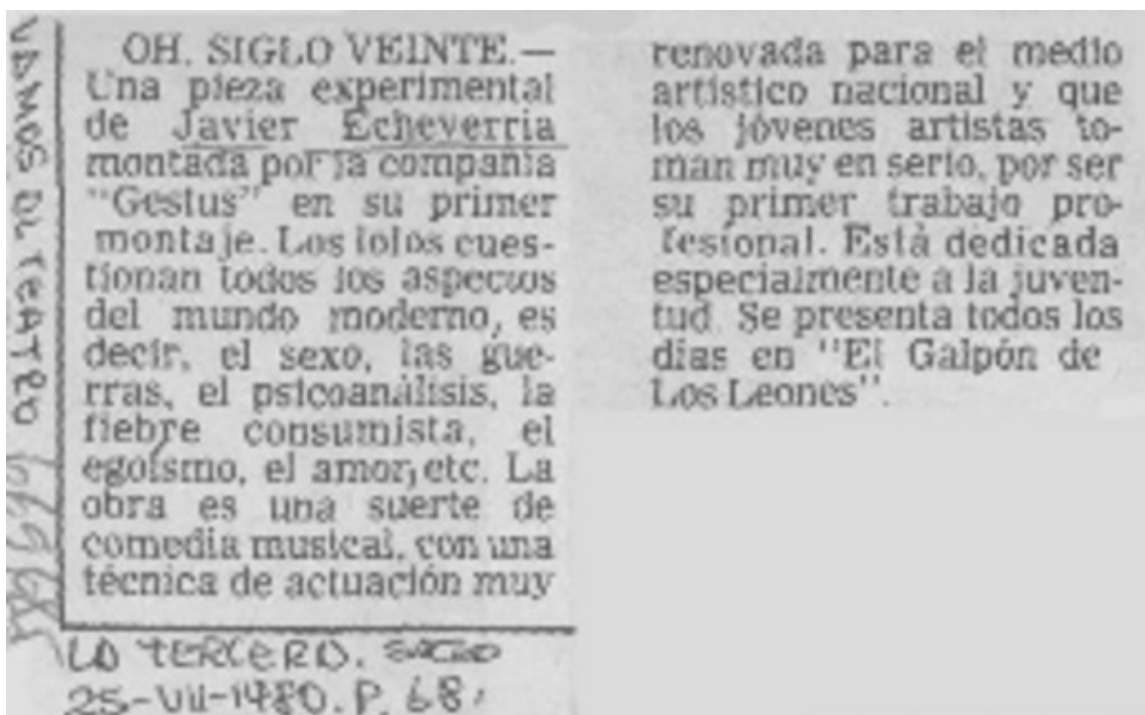 VAMOS AL TEATRO
OH, SIGLO VEINTE.—
Una pieza experimental
de Javier Echeverria
montada por la compañia
"Gestus" en su primer
montaje. Los lolos cues-
tionan todos los aspectos
del mundo moderno, es
decir, el sexo, las gue-
rras, el psicoanálisis, la
fiebre consumista, el
egoísmo, el amor, etc. La
obra es una suerte de
comedia musical, con una
técnica de actuación muy
renovada para el medio
artístico nacional y que
los jóvenes artistas to-
man muy en serio, por ser
su primer trabajo pro-
fesional. Está dedicada
especialmente a la juven-
tud. Se presenta todos los
días en "El Galpón de
Los Leones".
LA TERCERA.
25-VII-1980. P. 68.